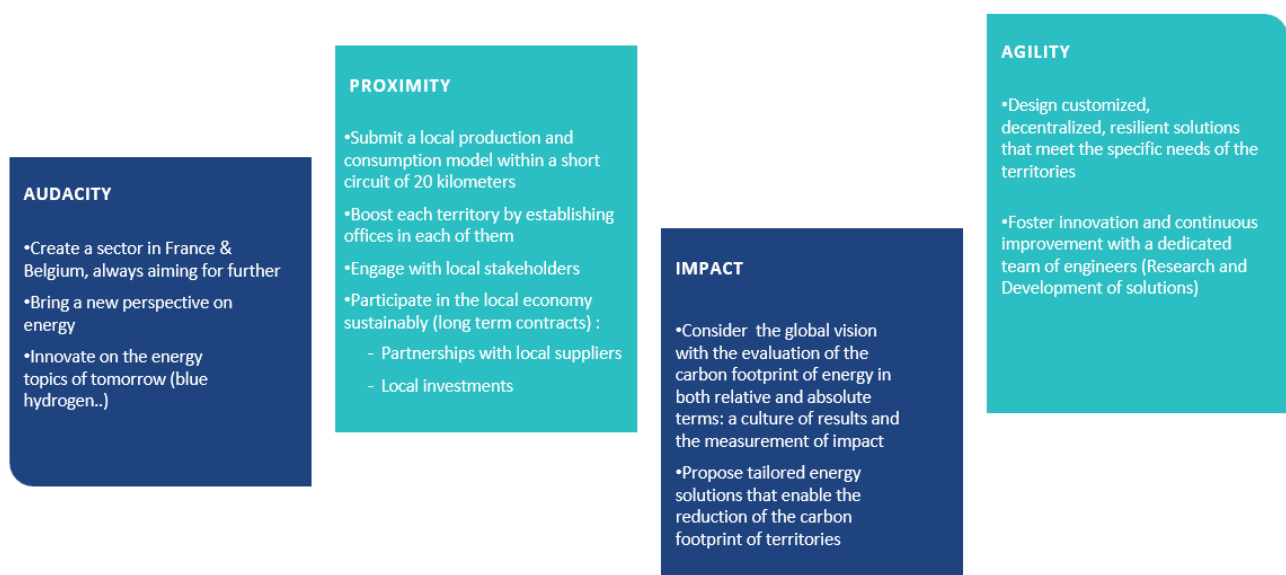 AUDACITY
•Create a sector in France &
Belgium, always aiming for further
•Bring a new perspective on
energy
•Innovate on the energy
topics of tomorrow (blue
hydrogen..)
PROXIMITY
•Submit a local production and
consumption model within a short
circuit of 20 kilometers
•Boost each territory by establishing
offices in each of them
•Engage with local stakeholders
•Participate in the local economy
sustainably (long term contracts) :
- Partnerships with local suppliers
- Local investments
IMPACT
•Consider  the global vision
with the evaluation of the
carbon footprint of energy in
both relative and absolute
terms: a culture of results and
the measurement of impact
•Propose tailored energy
solutions that enable the
reduction of the carbon
footprint of territories
AGILITY
•Design customized,
decentralized, resilient solutions
that meet the specific needs of the
territories
•Foster innovation and continuous
improvement with a dedicated
team of engineers (Research and
Development of solutions)